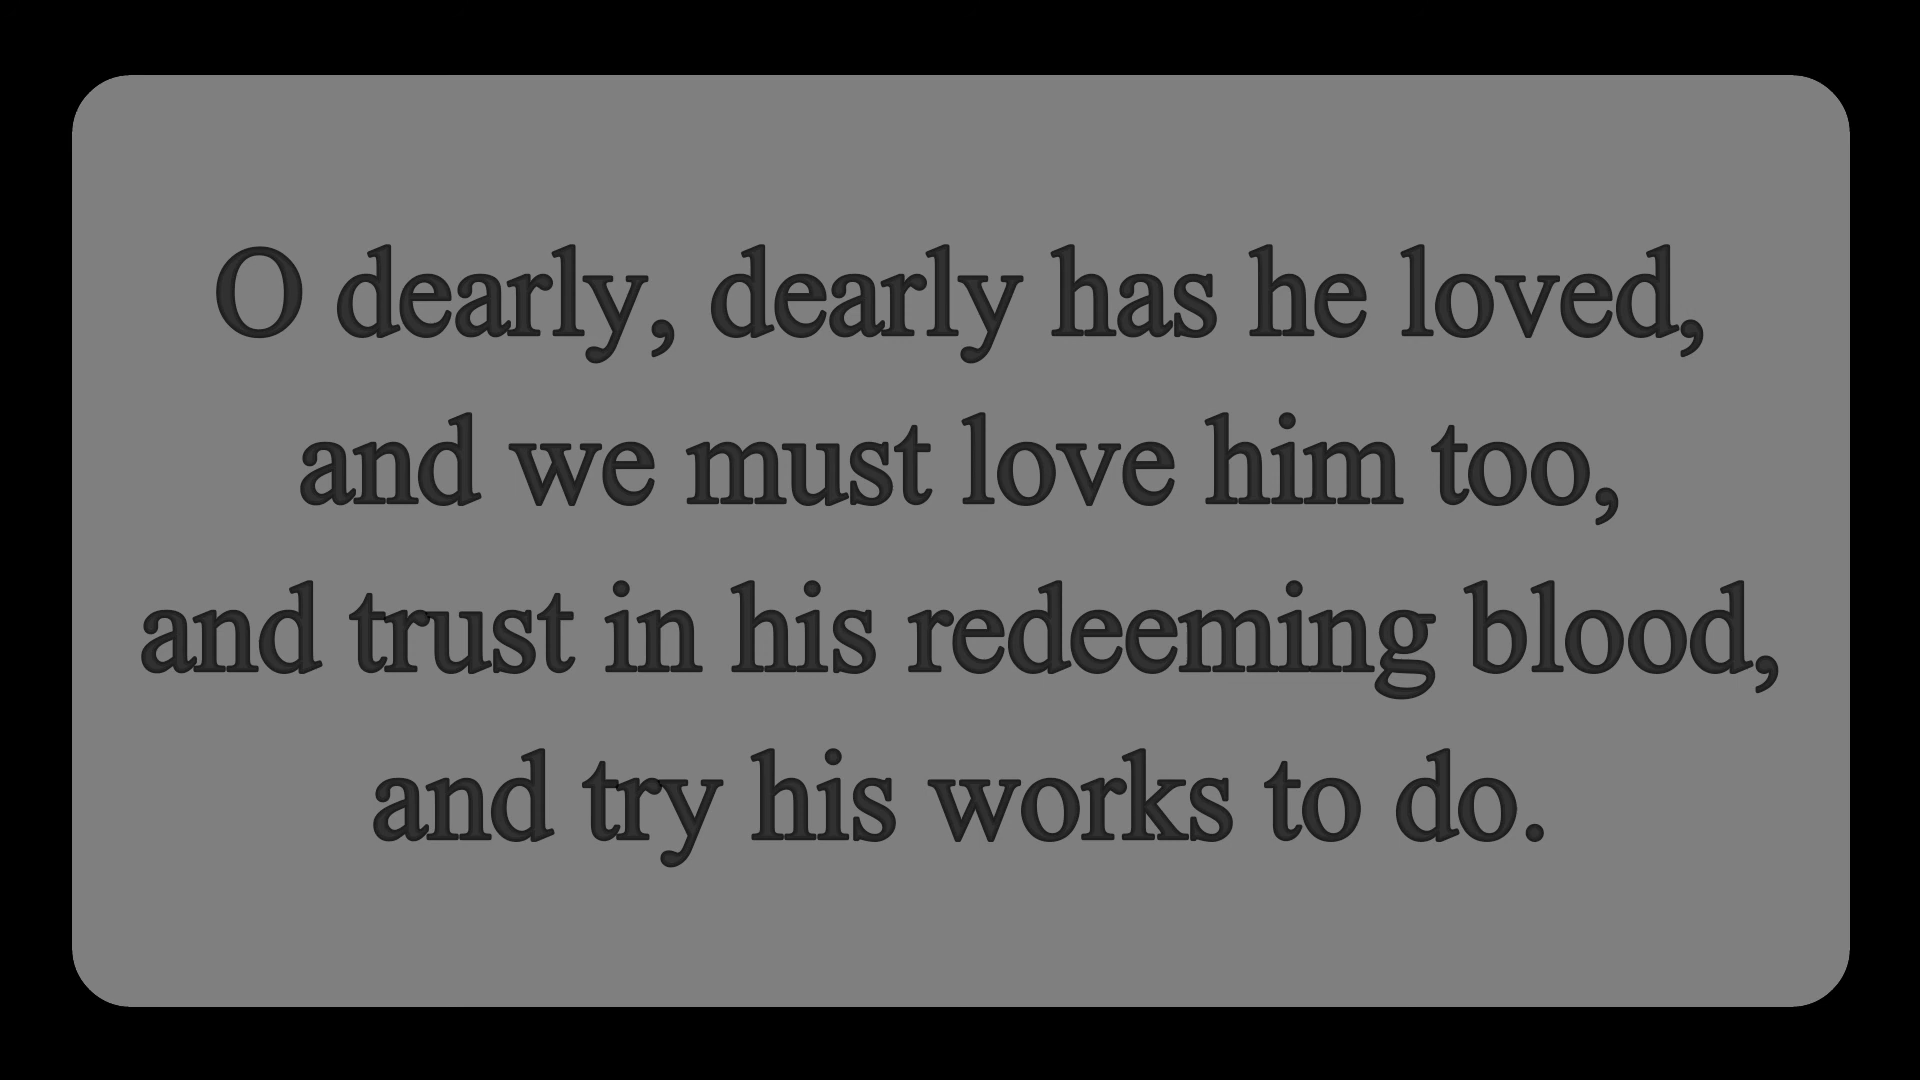 O dearly, dearly has he loved,
and we must love him too,
and trust in his redeeming blood,
and try his works to do.